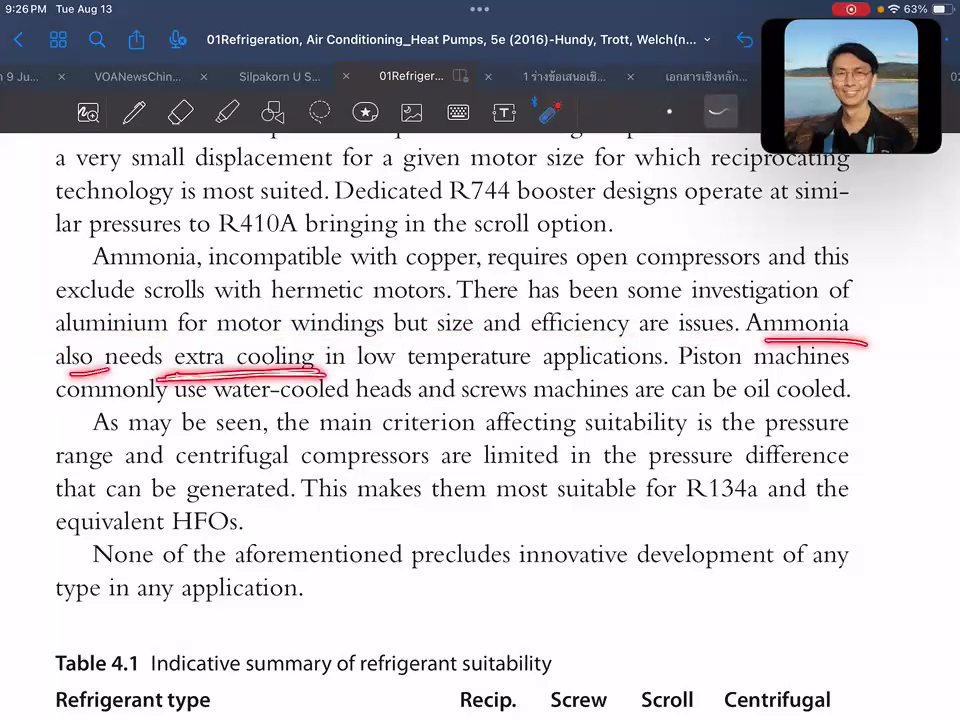 9:26 PM Tue Aug 13
63%
01Refrigeration, Air Conditioning_Heat Pumps, 5e (2016)-Hundy, Trott, Welch(n...
9 Ju...
VOANewsChin...
Silpakorn U S...
01Refriger...
1 ร่างข้อเสนอเชิ...
เอกสารเชิงหลัก...
a very small displacement for a given motor size for which reciprocating
technology is most suited. Dedicated R744 booster designs operate at simi-
lar pressures to R410A bringing in the scroll option.
Ammonia, incompatible with copper, requires open compressors and this
exclude scrolls with hermetic motors. There has been some investigation of
aluminium for motor windings but size and efficiency are issues. Ammonia
also needs extra cooling in low temperature applications. Piston machines
commonly use water-cooled heads and screws machines are can be oil cooled.
As may be seen, the main criterion affecting suitability is the pressure
range and centrifugal compressors are limited in the pressure difference
that can be generated. This makes them most suitable for R134a and the
equivalent HFOs.
None of the aforementioned precludes innovative development of any
type in any application.
Table 4.1 Indicative summary of refrigerant suitability
Refrigerant type Recip. Screw Scroll Centrifugal